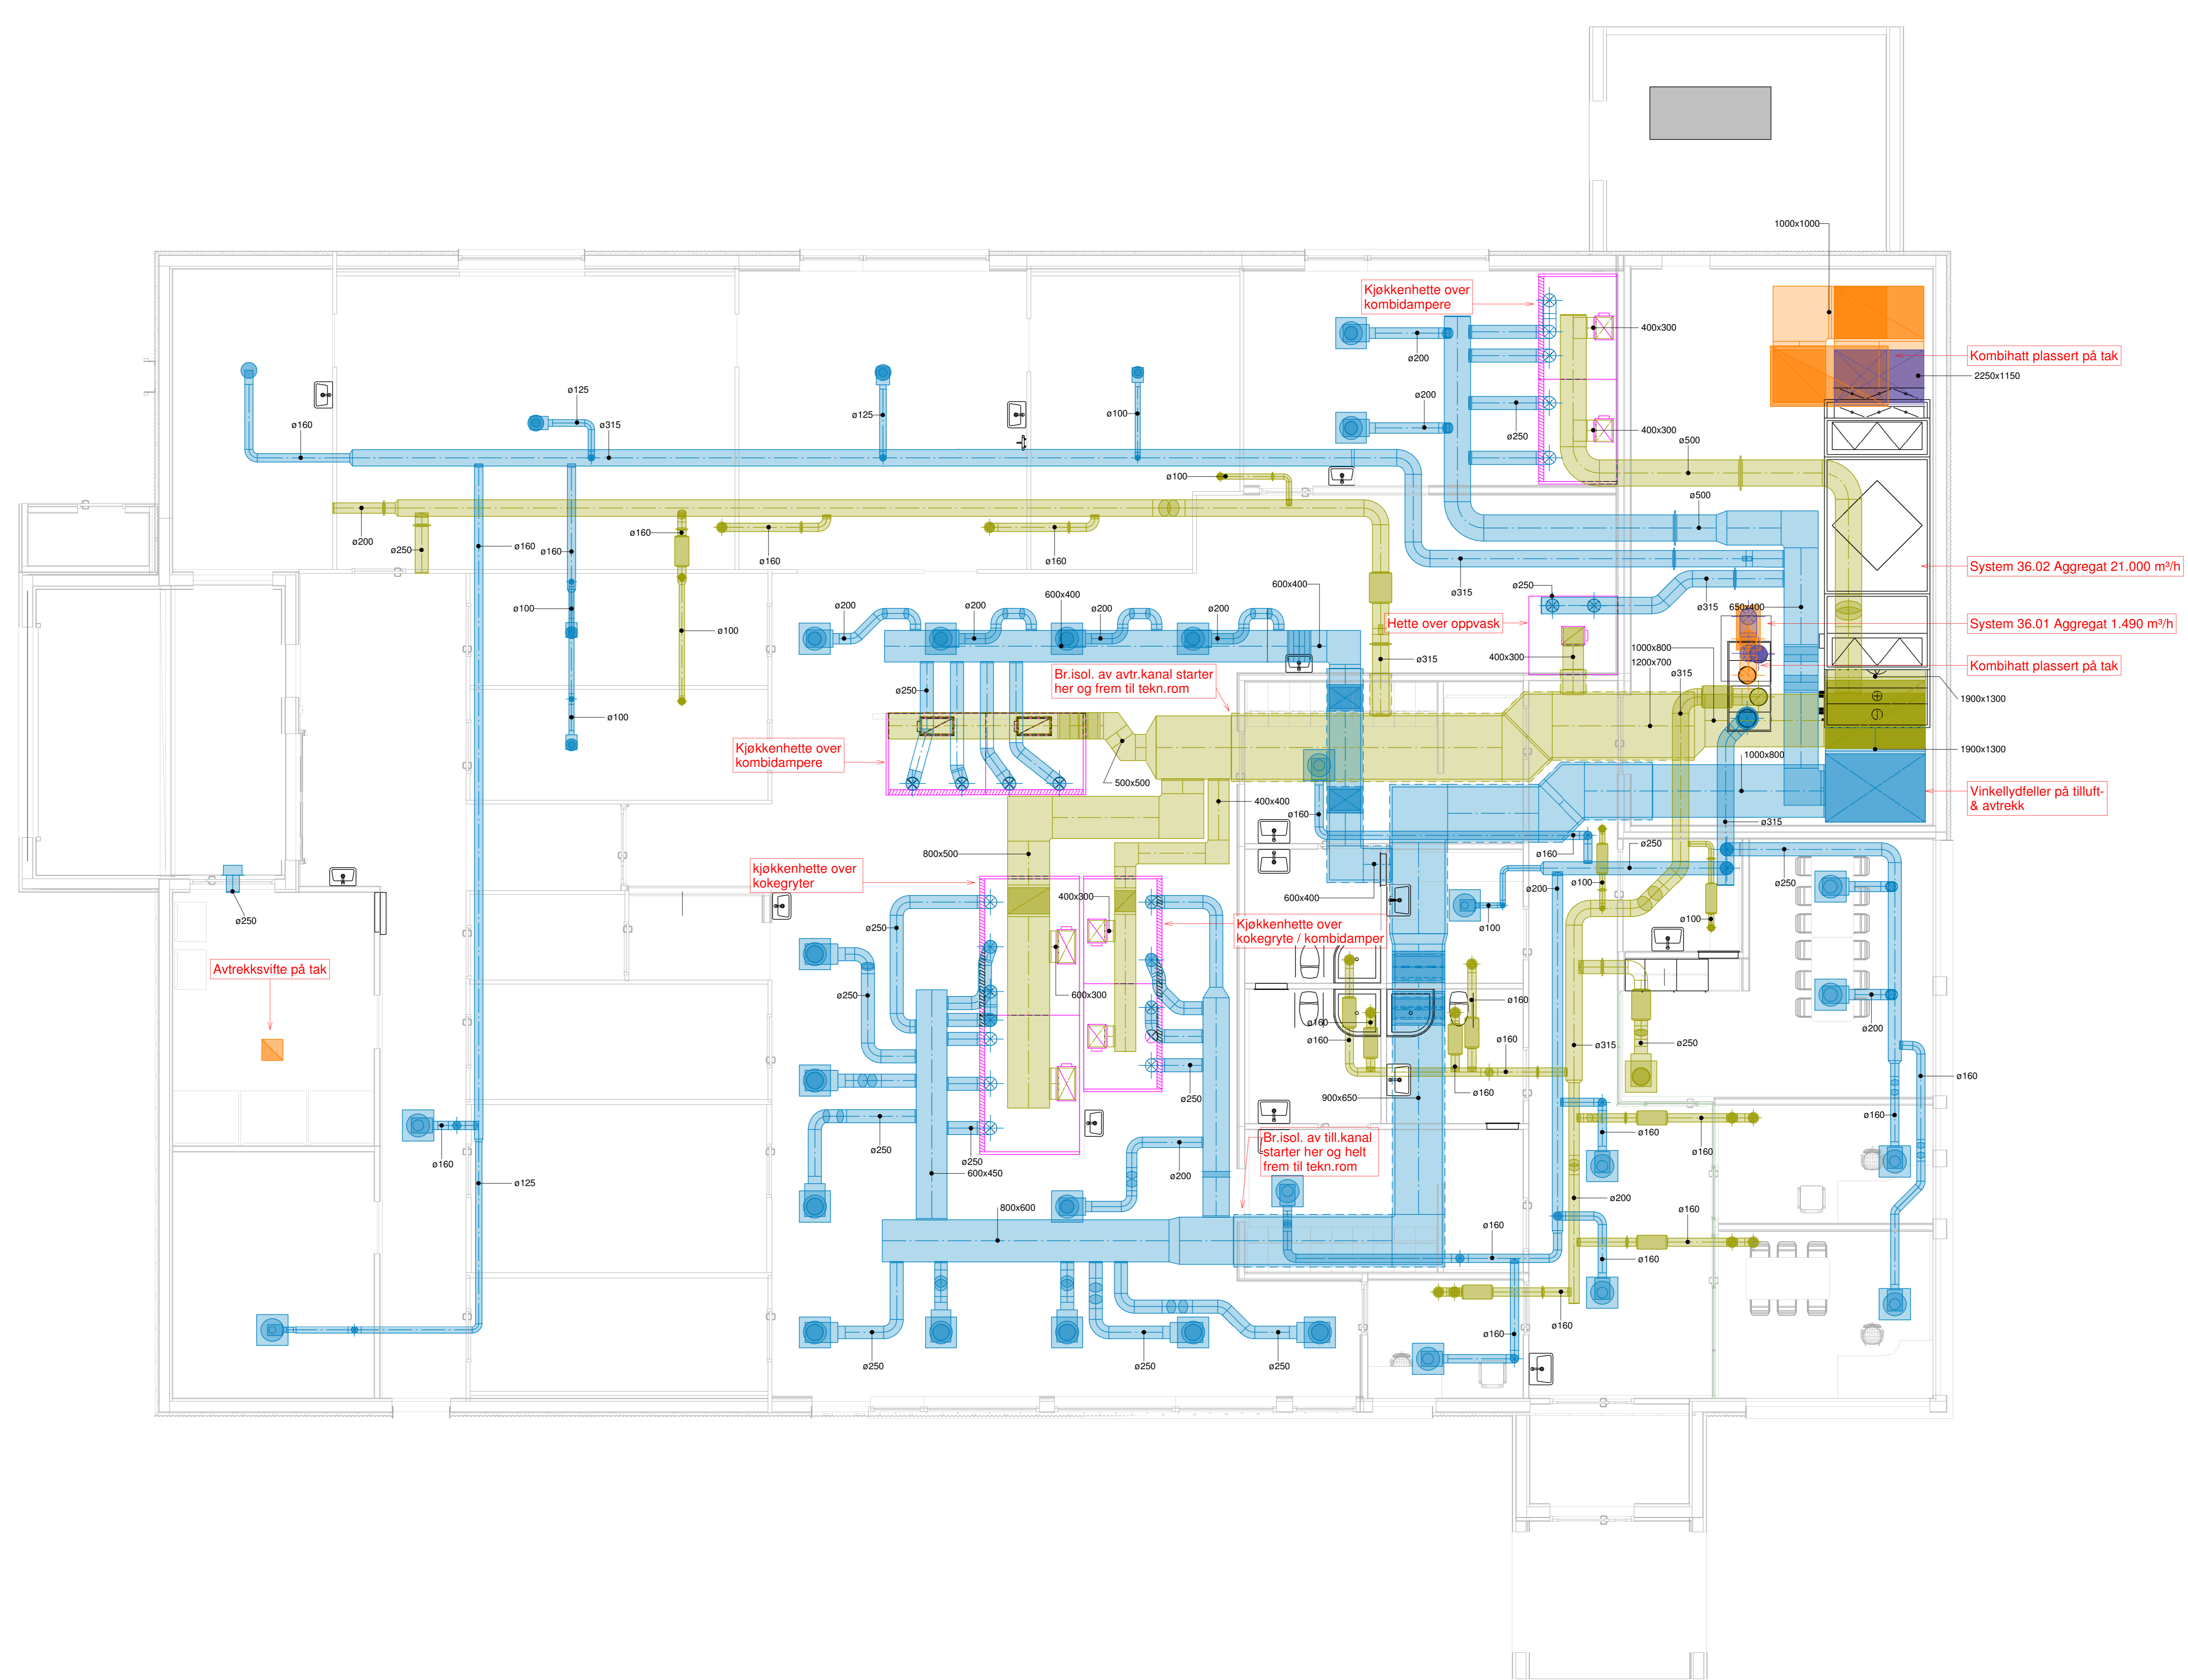 1000x1000
Kjøkkenhette over
kombidampere
400x300
ø200
Kombihatt plassert på tak
2250x1150
ø125
ø200
ø125
ø100
ø160
ø315
400x300
ø250
ø500
ø100
ø500
ø200
ø250
ø160
ø160
ø160
ø160
ø160
System 36.02 Aggregat 21.000 m³/h
600x400
ø250
ø315
600x400
ø315
650x400
ø100
ø200
ø200
ø200
ø200
Hette over oppvask
System 36.01 Aggregat 1.490 m³/h
ø100
1000x800
400x300
ø315
1200x700
Kombihatt plassert på tak
Br.isol. av avtr.kanal starter
her og frem til tekn.rom
ø315
ø250
1900x1300
ø100
Kjøkkenhette over
kombidampere
1900x1300
1000x800
500x500
Vinkellydfeller på tilluft-
& avtrekk
400x400
ø160
ø315
ø250
800x500
ø160
kjøkkenhette over
kokegryter
ø100
ø250
ø200
400x300
600x400
ø250
Kjøkkenhette over
kokegryte / kombidamper
ø100
ø250
ø100
Avtrekksvifte på tak
600x300
ø250
ø160
ø200
ø160
ø160
ø160
ø315
ø250
ø250
ø160
ø160
900x650
ø160
ø250
ø160
Br.isol. av till.kanal
starter her og helt
frem til tekn.rom
ø160
ø160
ø250
ø160
600x450
ø200
ø125
ø200
800x600
ø160
ø160
ø160
ø160
ø160
ø250
ø250
ø250